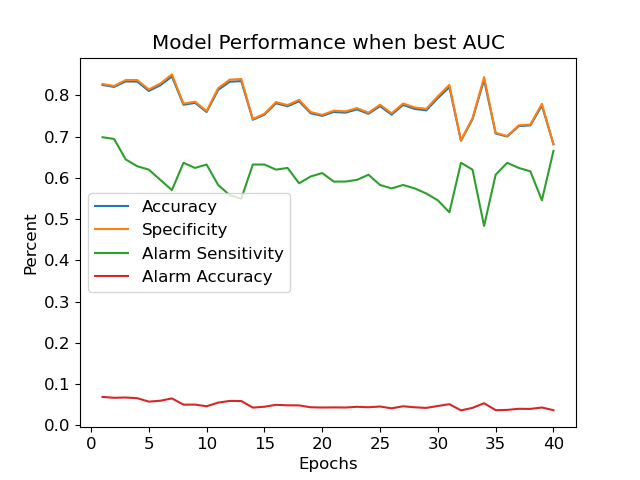 Model Performance when best AUC
Percent
0.8
0.7
0.6
0.5
0.4
0.3
0.2
0.1
0.0
Accuracy
Specificity
Alarm Sensitivity
Alarm Accuracy
0 5 10 15 20 25 30 35 40
Epochs